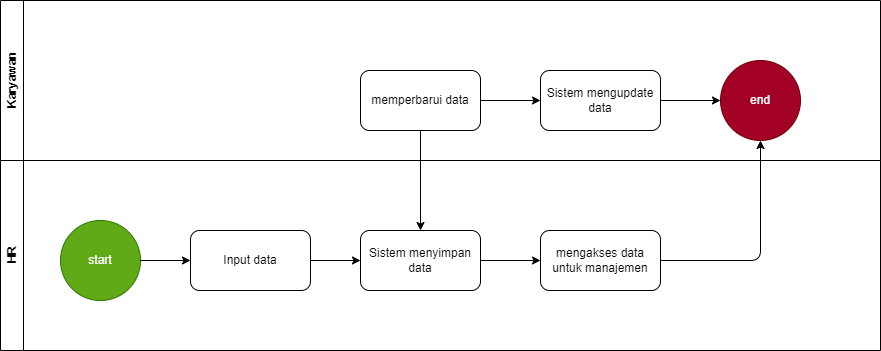 Karyawan
memperbarui data
Sistem mengupdate
data
end
HR
start
Input data
Sistem menyimpan
data
mengakses data
untuk manajemen